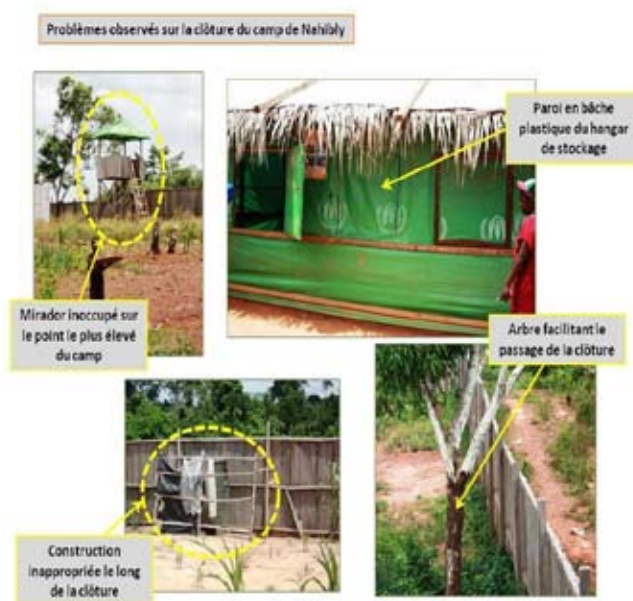 Problèmes observés sur la clôture du camp de Nahibly
Paroi en bâche
plastique du hangar
de stockage
Mirador inoccupé sur
le point le plus élevé
du camp
Arbre facilitant le
passage de la clôture
Construction
inappropriée le long
de la clôture